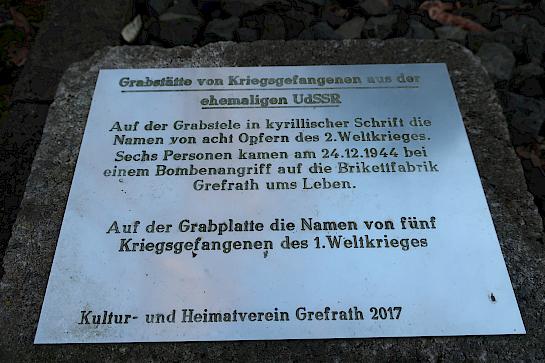 Grabstätte von Kriegsgefangenen aus der
ehemaligen UdSSR
Auf der Grabstele in kyrillischer Schrift die
Namen von acht Opfern des 2.Weltkrieges.
Sechs Personen kamen am 24.12.1944 bei
einem Bombenangriff auf die Brikettfabrik
Grefrath ums Leben.
Auf der Grabplatte die Namen von fünf
Kriegsgefangenen des 1.Weltkrieges
Kultur- und Heimatverein Grefrath 2017